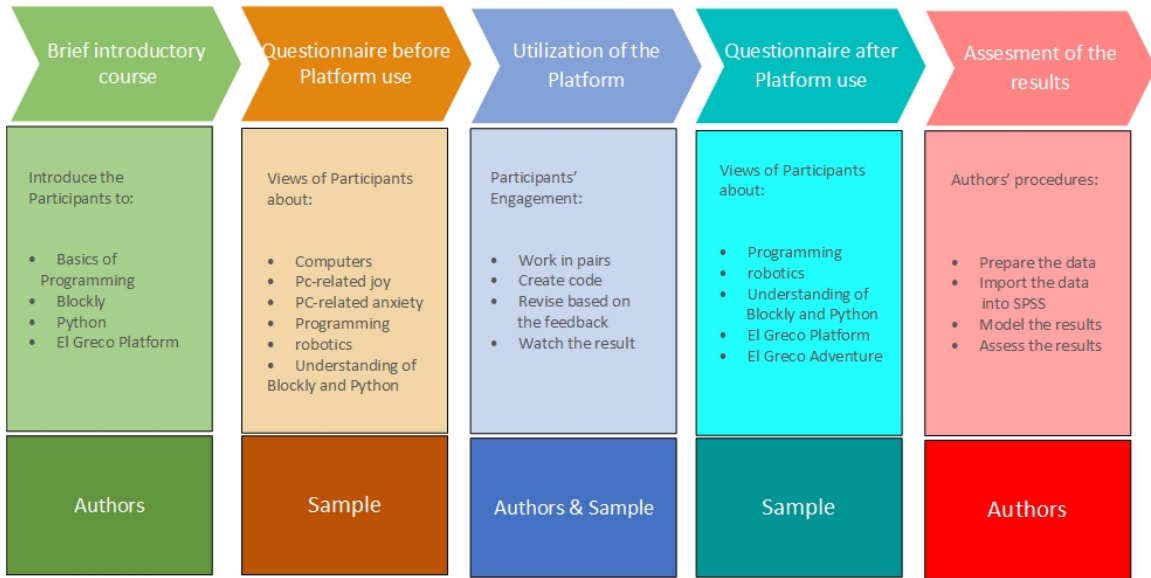 Brief introductory
course
Questionnaire before
Platform use
Utilization of the
Platform
Questionnaire after
Platform use
Assesment of the
results
Introduce the
Participants to:
• Basics of
Programming
• Blockly
• Python
• El Greco Platform
Views of Participants
about:
• Computers
• Pc-related joy
• PC-related anxiety
• Programming
• robotics
• Understanding of
Blockly and Python
Participants’
Engagement:
• Work in pairs
• Create code
• Revise based on
the feedback
• Watch the result
Views of Participants
about:
• Programming
• robotics
• Understanding of
Blockly and Python
• El Greco Platform
• El Greco Adventure
Authors’ procedures:
• Prepare the data
• Import the data
into SPSS
• Model the results
• Assess the results
Authors
Sample
Authors & Sample
Sample
Authors